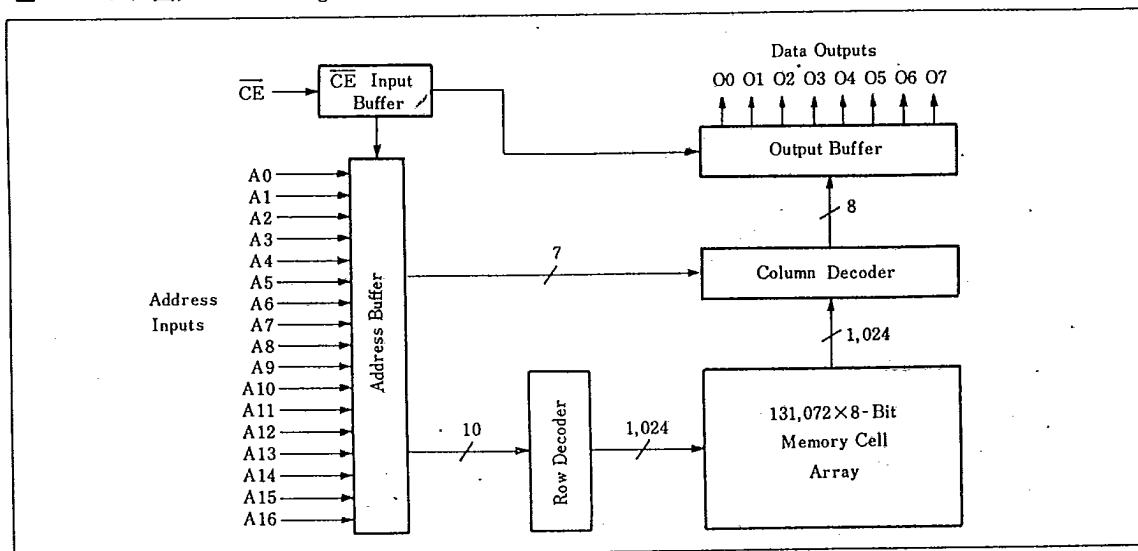 Data Outputs
O0 O1 O2 O3 O4 O5 O6 O7
CE
CE Input
Buffer
Output Buffer
8
Column Decoder
1,024
131,072×8-Bit
Memory Cell
Array
7
10
Row Decoder
1,024
Address Buffer
Address
Inputs
A0
A1
A2
A3
A4
A5
A6
A7
A8
A9
A10
A11
A12
A13
A14
A15
A16